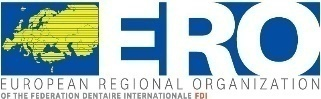 ERO
EUROPEAN REGIONAL ORGANIZATION
OF THE FEDERATION DENTAIRE INTERNATIONALE FDI